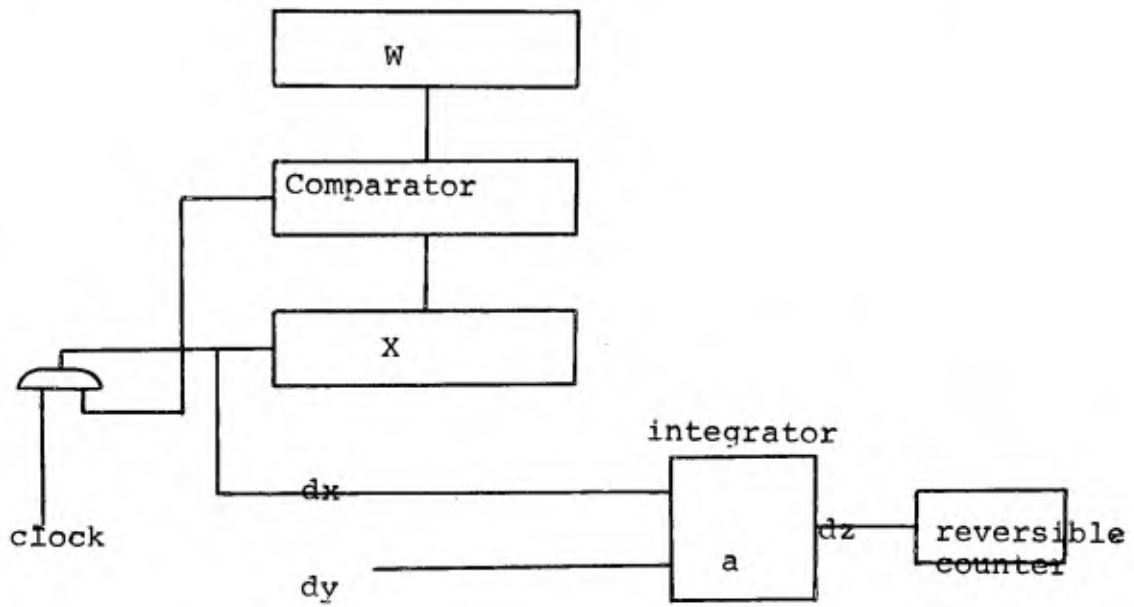 W
Comparator
X
integrator
dx
clock
dz
reversible
counter
a
dy